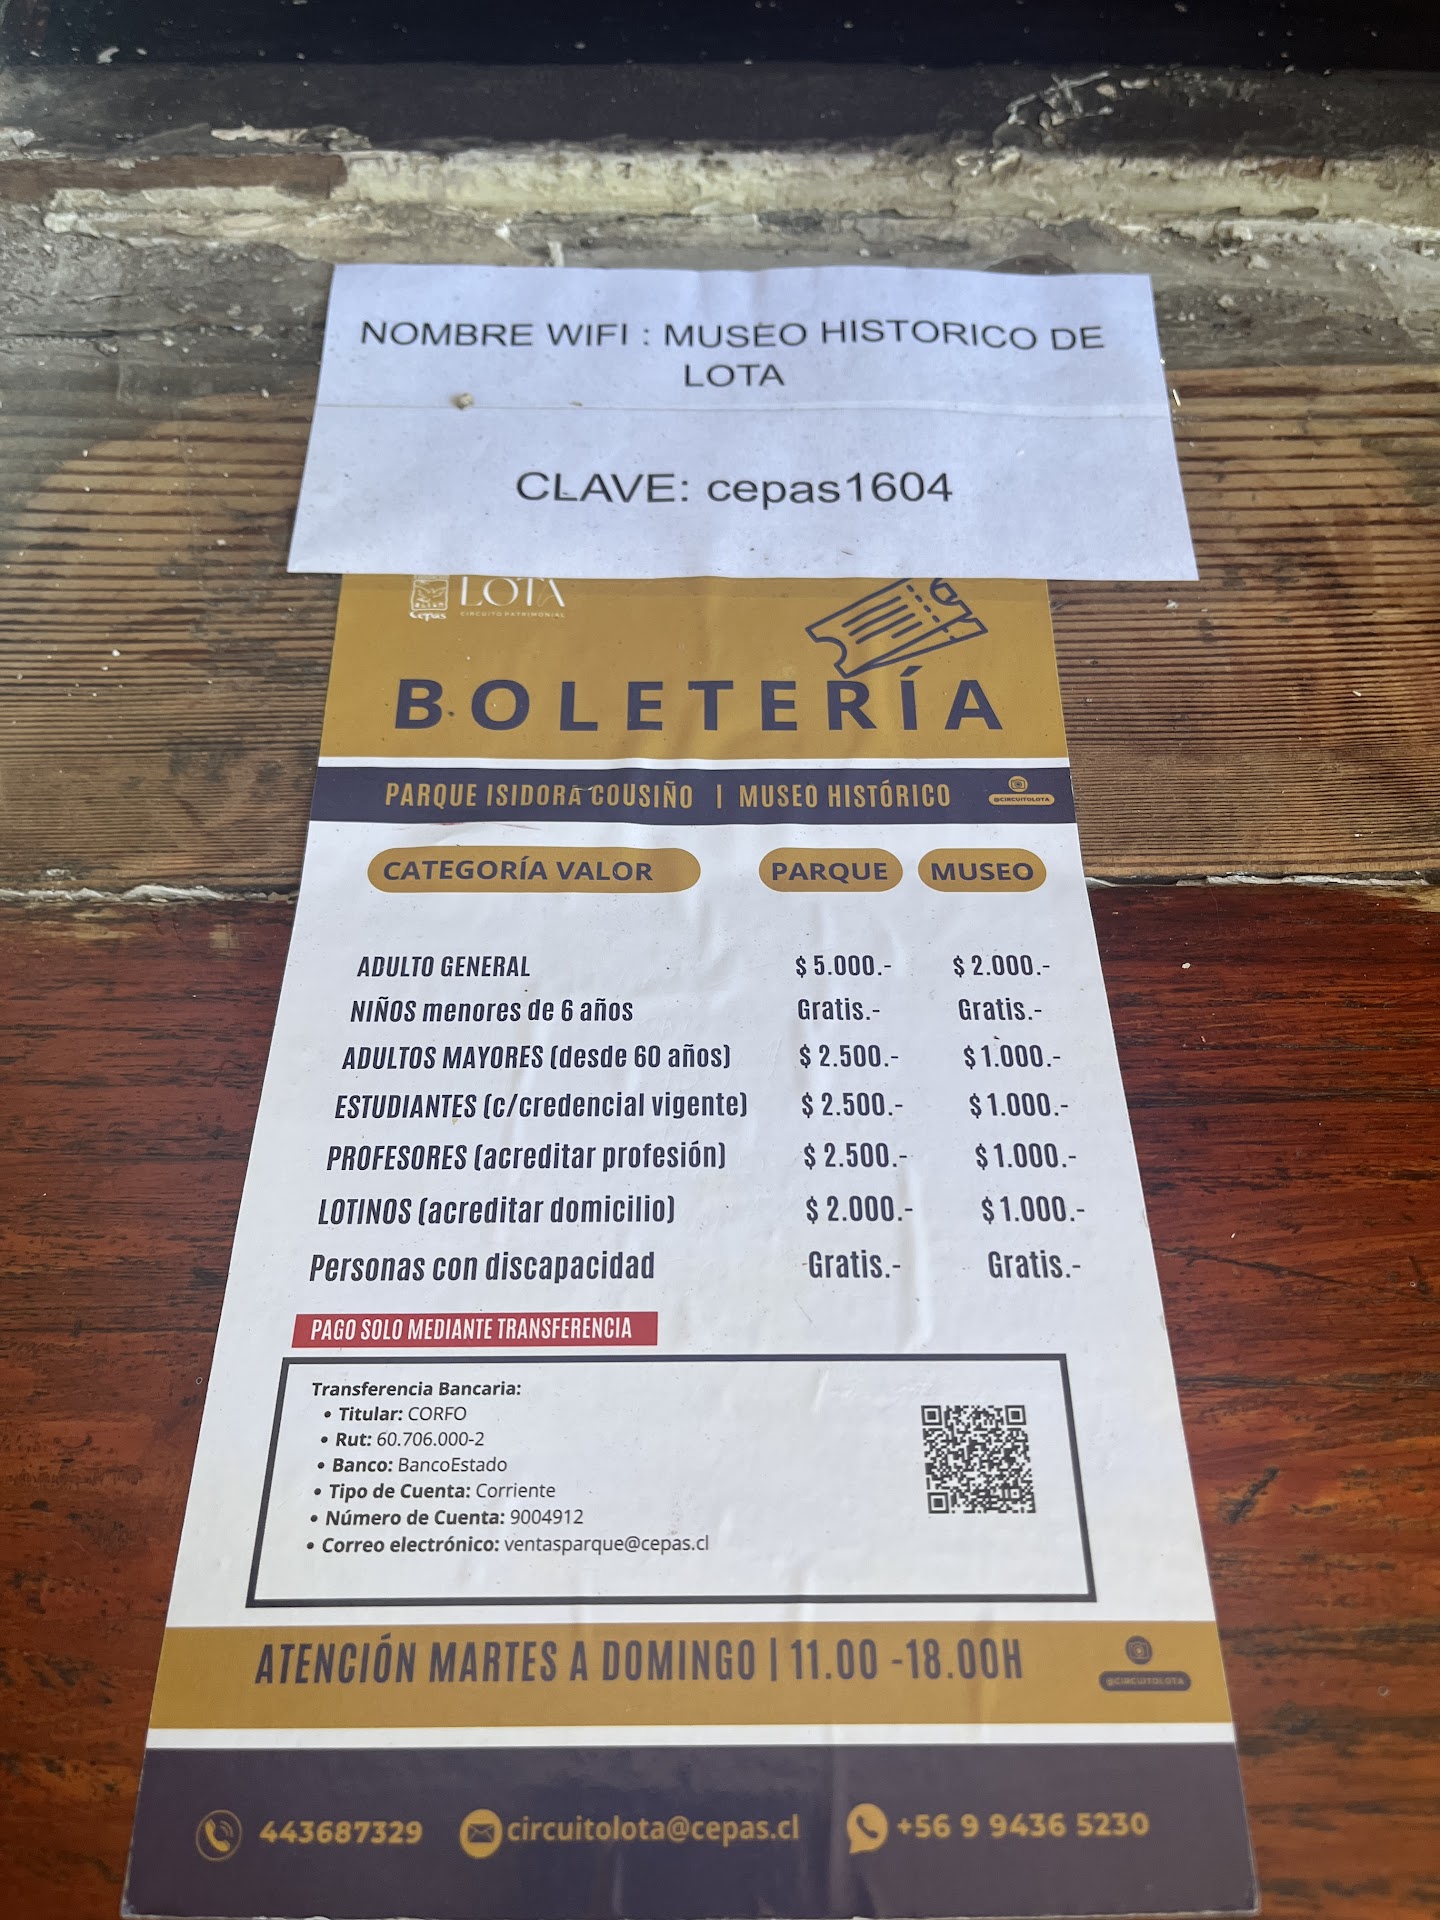 NOMBRE WIFI : MUSEO HISTORICO DE
LOTA
CLAVE: cepas1604
Cepas
LOTA
CIRCUITO PATRIMONIAL
BOLETERÍA
PARQUE ISIDORA COUSIÑO | MUSEO HISTÓRICO
@CIRCUITOLOTA
CATEGORÍA VALOR PARQUE MUSEO
ADULTO GENERAL $ 5.000.- $ 2.000.-
NIÑOS menores de 6 años Gratis.- Gratis.-
ADULTOS MAYORES (desde 60 años) $ 2.500.- $ 1.000.-
ESTUDIANTES (c/credencial vigente) $ 2.500.- $ 1.000.-
PROFESORES (acreditar profesión) $ 2.500.- $ 1.000.-
LOTINOS (acreditar domicilio) $ 2.000.- $ 1.000.-
Personas con discapacidad Gratis.- Gratis.-
PAGO SOLO MEDIANTE TRANSFERENCIA
Transferencia Bancaria:
• Titular: CORFO
• Rut: 60.706.000-2
• Banco: BancoEstado
• Tipo de Cuenta: Corriente
• Número de Cuenta: 9004912
• Correo electrónico: ventasparque@cepas.cl
ATENCIÓN MARTES A DOMINGO | 11.00 -18.00H
@CIRCUITOLOTA
443687329 circuitolota@cepas.cl +56 9 9436 5230